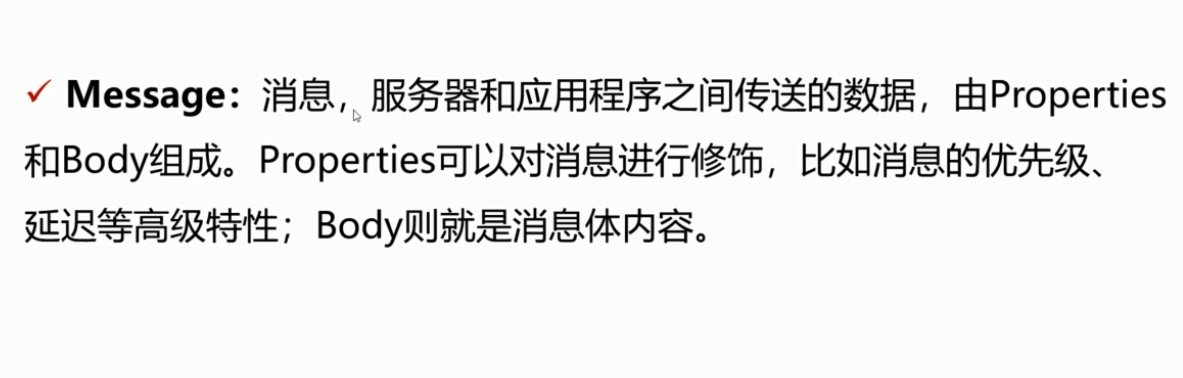 ✓ Message：消息，服务器和应用程序之间传送的数据，由Properties
和Body组成。Properties可以对消息进行修饰，比如消息的优先级、
延迟等高级特性；Body则就是消息体内容。